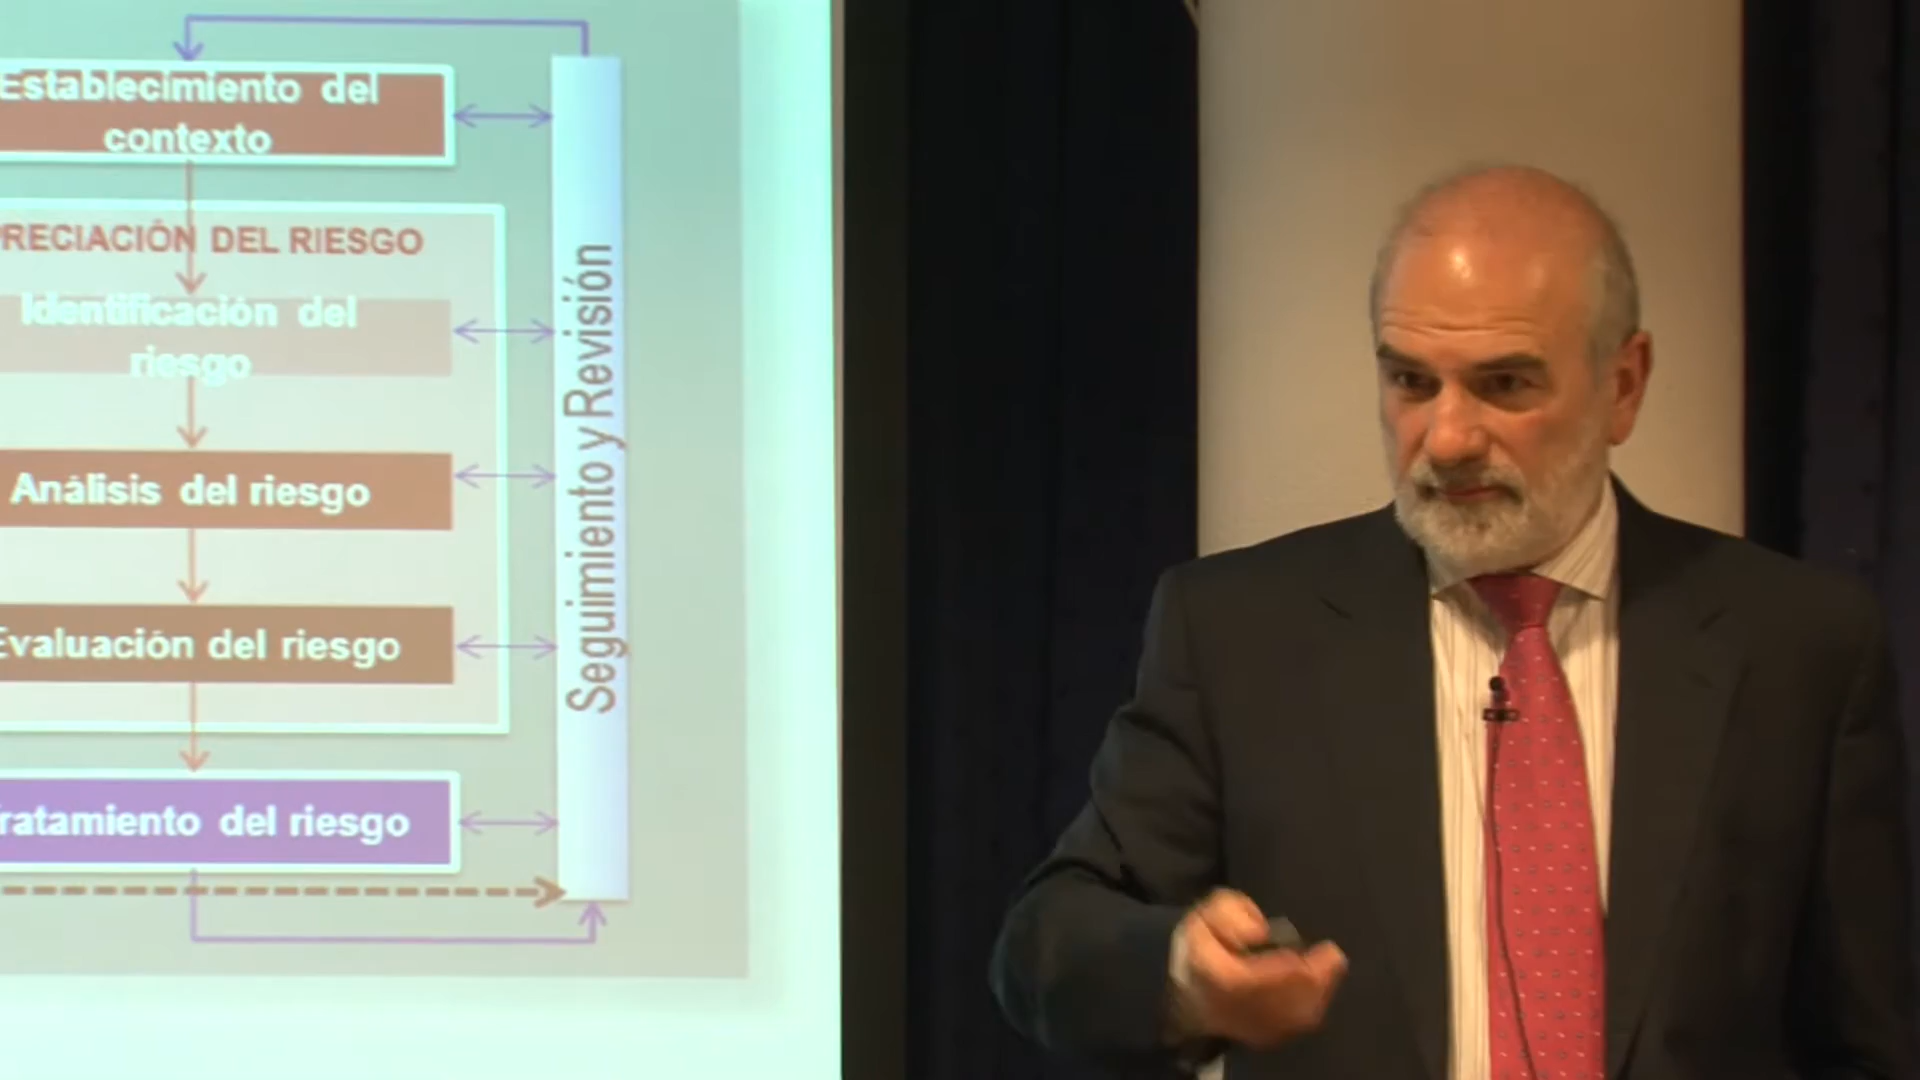 Establecimiento del
contexto
PRECIACIÓN DEL RIESGO
Identificación del
riesgo
Análisis del riesgo
Evaluación del riesgo
ratamiento del riesgo
Seguimiento y Revisión